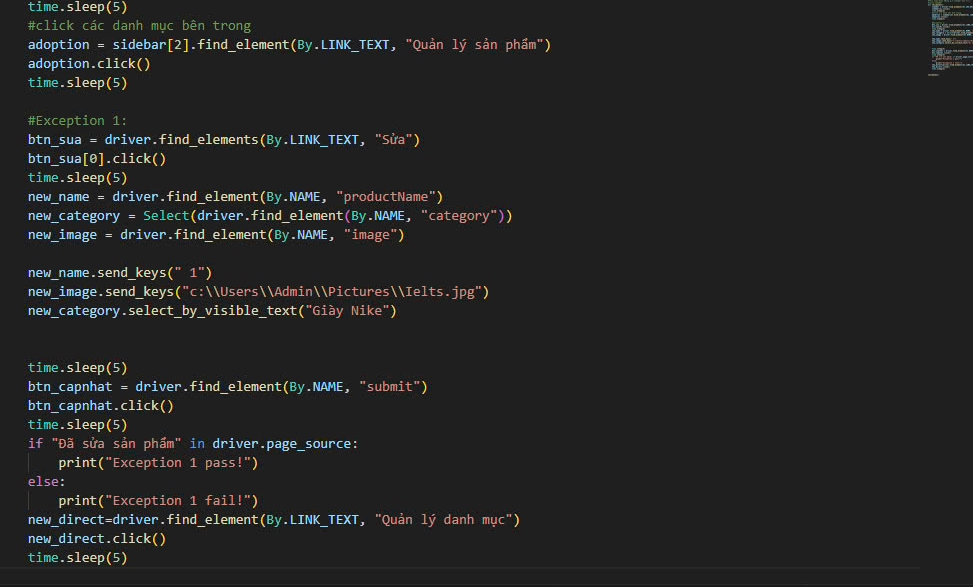 time.sleep(5)
#click các danh mục bên trong
adoption = sidebar[2].find_element(By.LINK_TEXT, "Quản lý sản phẩm")
adoption.click()
time.sleep(5)
#Exception 1:
btn_sua = driver.find_elements(By.LINK_TEXT, "Sửa")
btn_sua[0].click()
time.sleep(5)
new_name = driver.find_element(By.NAME, "productName")
new_category = Select(driver.find_element(By.NAME, "category"))
new_image = driver.find_element(By.NAME, "image")
new_name.send_keys(" 1")
new_image.send_keys("c:\\Users\\Admin\\Pictures\\Ielts.jpg")
new_category.select_by_visible_text("Giày Nike")
time.sleep(5)
btn_capnhat = driver.find_element(By.NAME, "submit")
btn_capnhat.click()
time.sleep(5)
if "Đã sửa sản phẩm" in driver.page_source:
    print("Exception 1 pass!")
else:
    print("Exception 1 fail!")
new_direct=driver.find_element(By.LINK_TEXT, "Quản lý danh mục")
new_direct.click()
time.sleep(5)